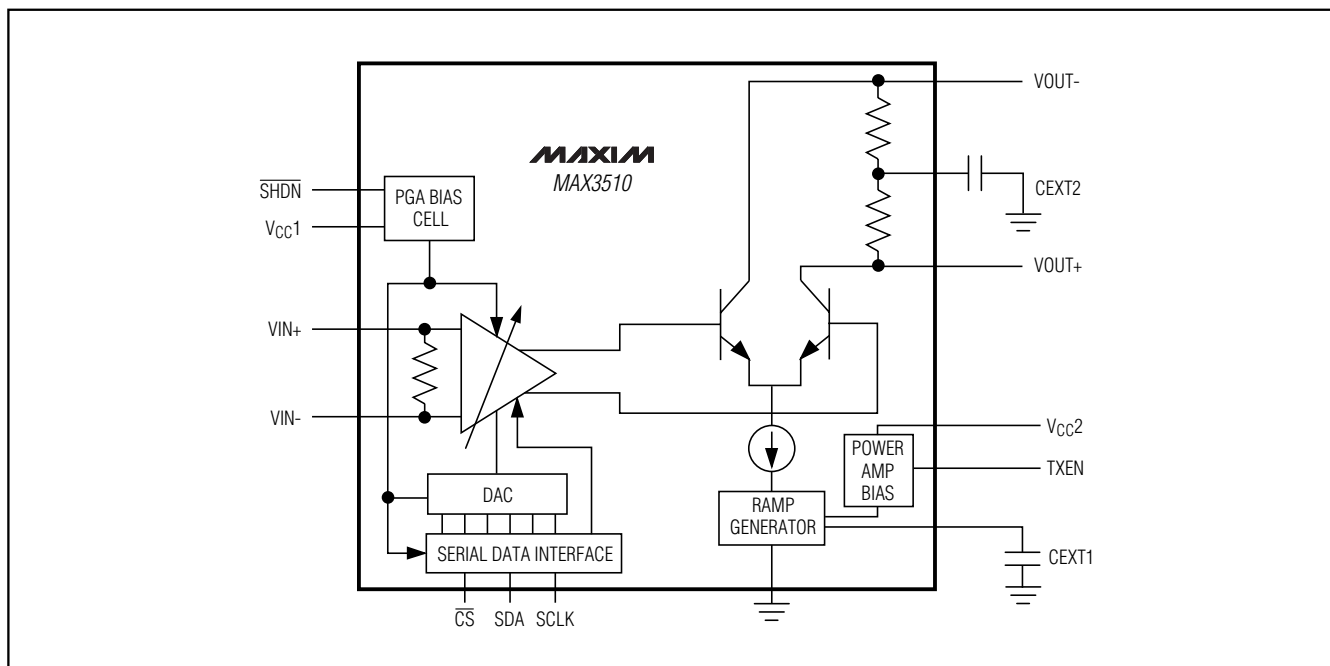 VOUT-
MAXIM
MAX3510
SHDN
PGA BIAS
CELL
CEXT2
VCC1
VOUT+
VIN+
VIN-
VCC2
POWER
AMP
BIAS
TXEN
DAC
RAMP
GENERATOR
SERIAL DATA INTERFACE
CEXT1
CS SDA SCLK